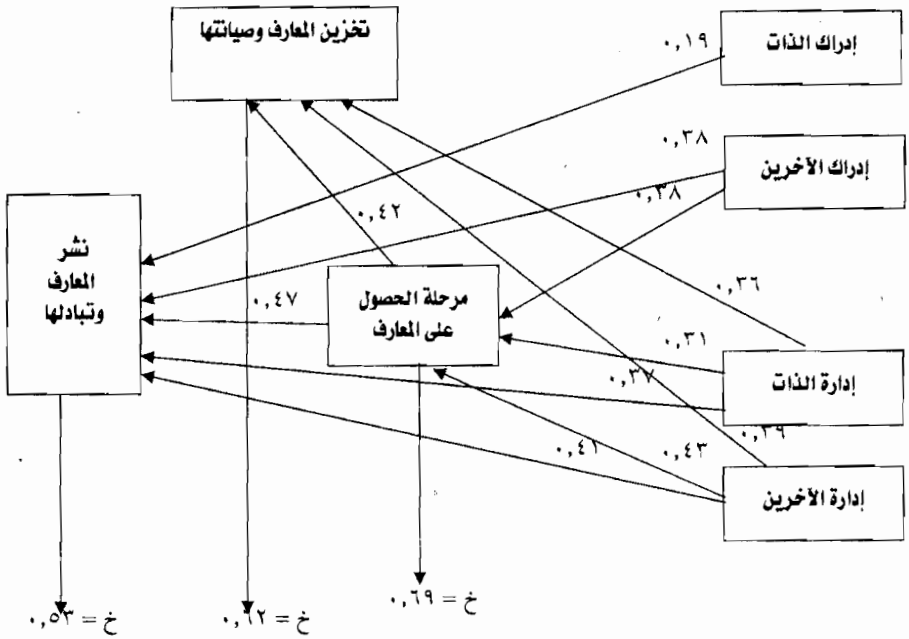 إدراك الذات
تخزين المعارف وصيانتها
٠,١٩
إدراك الآخرين
٠,٣٨
٠,٣٨
٠,٤٢
نشر
المعارف
وتبادلها
مرحلة الحصول
على المعارف
٠,٤٧
٠,٣٦
٠,٣١
إدارة الذات
٠,٣٧
٠,٣٩
٠,٤١
٠,٤٣
إدارة الآخرين
خ = ٠,٦٩
خ = ٠,٦٢
خ = ٠,٥٣